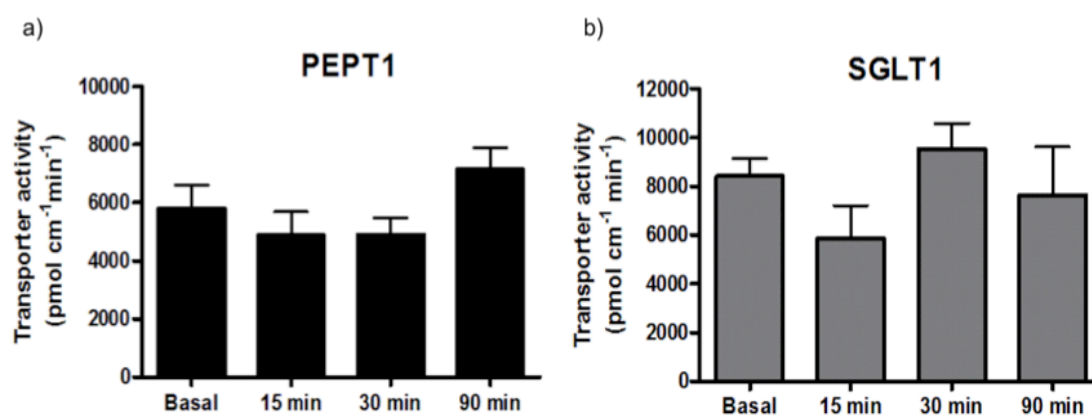 a)
PEPT1
Transporter activity
(pmol cm⁻¹min⁻¹)
10000
8000
6000
4000
2000
0
Basal 15 min 30 min 90 min
b)
SGLT1
Transporter activity
(pmol cm⁻¹ min⁻¹)
12000
10000
8000
6000
4000
2000
0
Basal 15 min 30 min 90 min